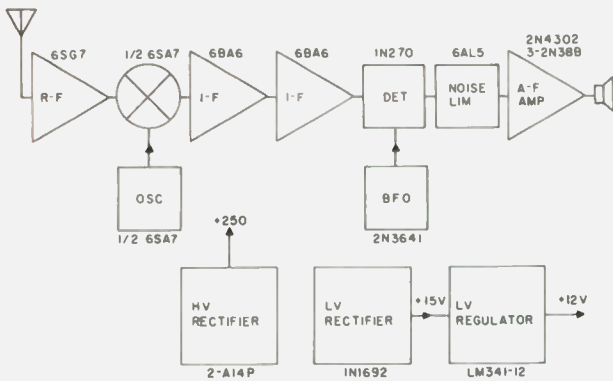 2N4302
3-2N38B
6SG7
1/2 6SA7
6BA6
6BA6
1N270
6AL5
R-F
I-F
I-F
DET
NOISE
LIM
A-F
AMP
OSC
BFO
1/2 6SA7
2N3641
+250
HV
RECTIFIER
LV
RECTIFIER
+15V
LV
REGULATOR
+12V
2-A14P
1N1692
LM341-12